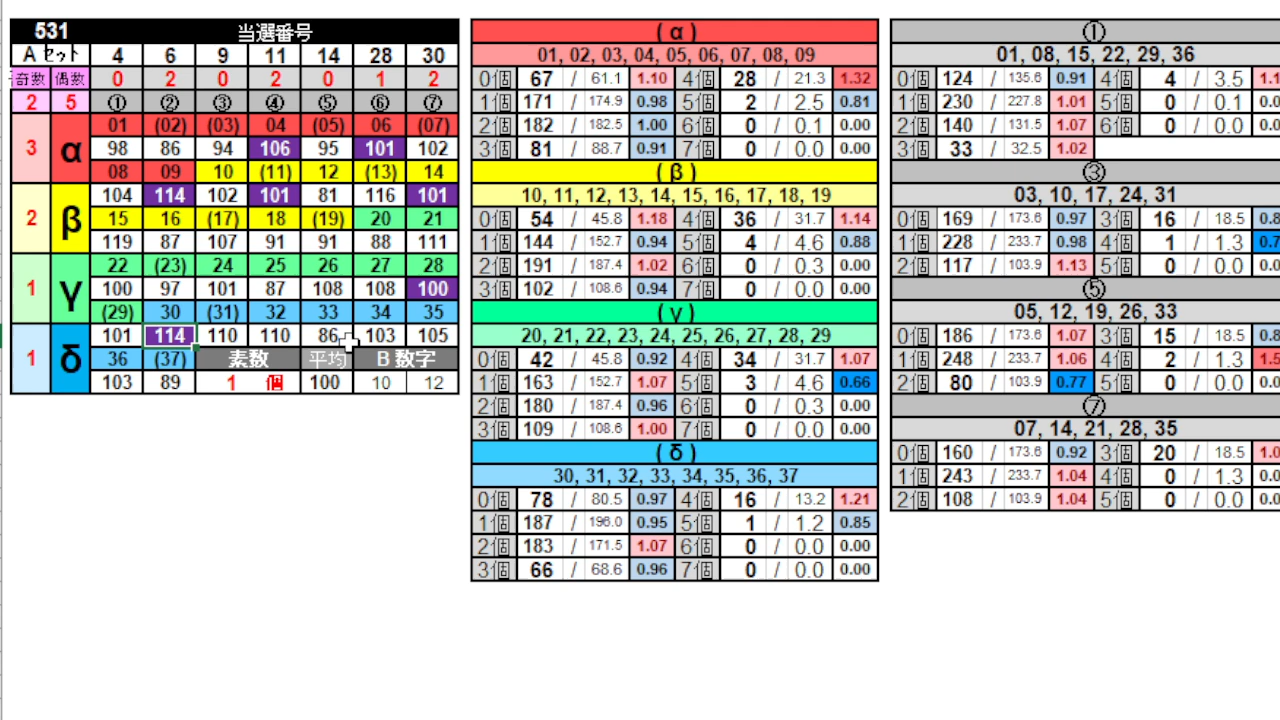 531 当選番号
A セット 4 6 9 11 14 28 30
奇数 偶数 0 2 0 2 0 1 2
2 5 ① ② ③ ④ ⑤ ⑥ ⑦
3 α 01 (02) (03) 04 (05) 06 (07)
98 86 94 106 95 101 102
08 09 10 (11) 12 (13) 14
2 β 104 114 102 101 81 116 101
15 16 (17) 18 (19) 20 21
119 87 107 91 91 88 111
1 γ 22 (23) 24 25 26 27 28
100 97 101 87 108 108 100
(29) 30 (31) 32 33 34 35
1 δ 101 114 110 110 86 103 105
36 (37) 素数 平均 B 数字
103 89 1 個 100 10 12
( α )
01, 02, 03, 04, 05, 06, 07, 08, 09
0個 67 / 61.1 1.10 4個 28 / 21.3 1.32
1個 171 / 174.9 0.98 5個 2 / 2.5 0.81
2個 182 / 182.5 1.00 6個 0 / 0.1 0.00
3個 81 / 88.7 0.91 7個 0 / 0.0 0.00
( β )
10, 11, 12, 13, 14, 15, 16, 17, 18, 19
0個 54 / 45.8 1.18 4個 36 / 31.7 1.14
1個 144 / 152.7 0.94 5個 4 / 4.6 0.88
2個 191 / 187.4 1.02 6個 0 / 0.3 0.00
3個 102 / 108.6 0.94 7個 0 / 0.0 0.00
( γ )
20, 21, 22, 23, 24, 25, 26, 27, 28, 29
0個 42 / 45.8 0.92 4個 34 / 31.7 1.07
1個 163 / 152.7 1.07 5個 3 / 4.6 0.66
2個 180 / 187.4 0.96 6個 0 / 0.3 0.00
3個 109 / 108.6 1.00 7個 0 / 0.0 0.00
( δ )
30, 31, 32, 33, 34, 35, 36, 37
0個 78 / 80.5 0.97 4個 16 / 13.2 1.21
1個 187 / 196.0 0.95 5個 1 / 1.2 0.85
2個 183 / 171.5 1.07 6個 0 / 0.0 0.00
3個 66 / 68.6 0.96 7個 0 / 0.0 0.00
①
01, 08, 15, 22, 29, 36
0個 124 / 135.6 0.91 4個 4 / 3.5 1.1
1個 230 / 227.8 1.01 5個 0 / 0.1 0.0
2個 140 / 131.5 1.07 6個 0 / 0.0 0.0
3個 33 / 32.5 1.02
③
03, 10, 17, 24, 31
0個 169 / 173.6 0.97 3個 16 / 18.5 0.8
1個 228 / 233.7 0.98 4個 1 / 1.3 0.7
2個 117 / 103.9 1.13 5個 0 / 0.0 0.0
⑤
05, 12, 19, 26, 33
0個 186 / 173.6 1.07 3個 15 / 18.5 0.8
1個 248 / 233.7 1.06 4個 2 / 1.3 1.5
2個 80 / 103.9 0.77 5個 0 / 0.0 0.0
⑦
07, 14, 21, 28, 35
0個 160 / 173.6 0.92 3個 20 / 18.5 1.0
1個 243 / 233.7 1.04 4個 0 / 1.3 0.0
2個 108 / 103.9 1.04 5個 0 / 0.0 0.0